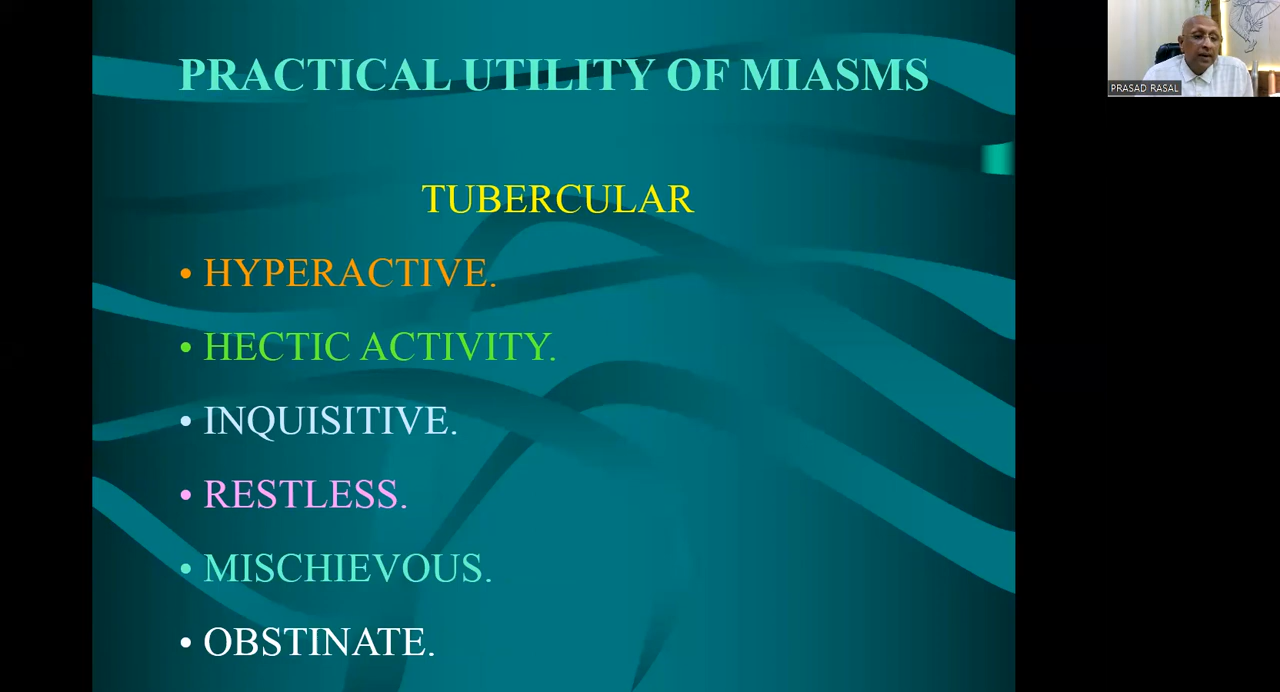 PRACTICAL UTILITY OF MIASMS
PRASAD RASAL
TUBERCULAR
• HYPERACTIVE.
• HECTIC ACTIVITY.
• INQUISITIVE.
• RESTLESS.
• MISCHIEVOUS.
• OBSTINATE.